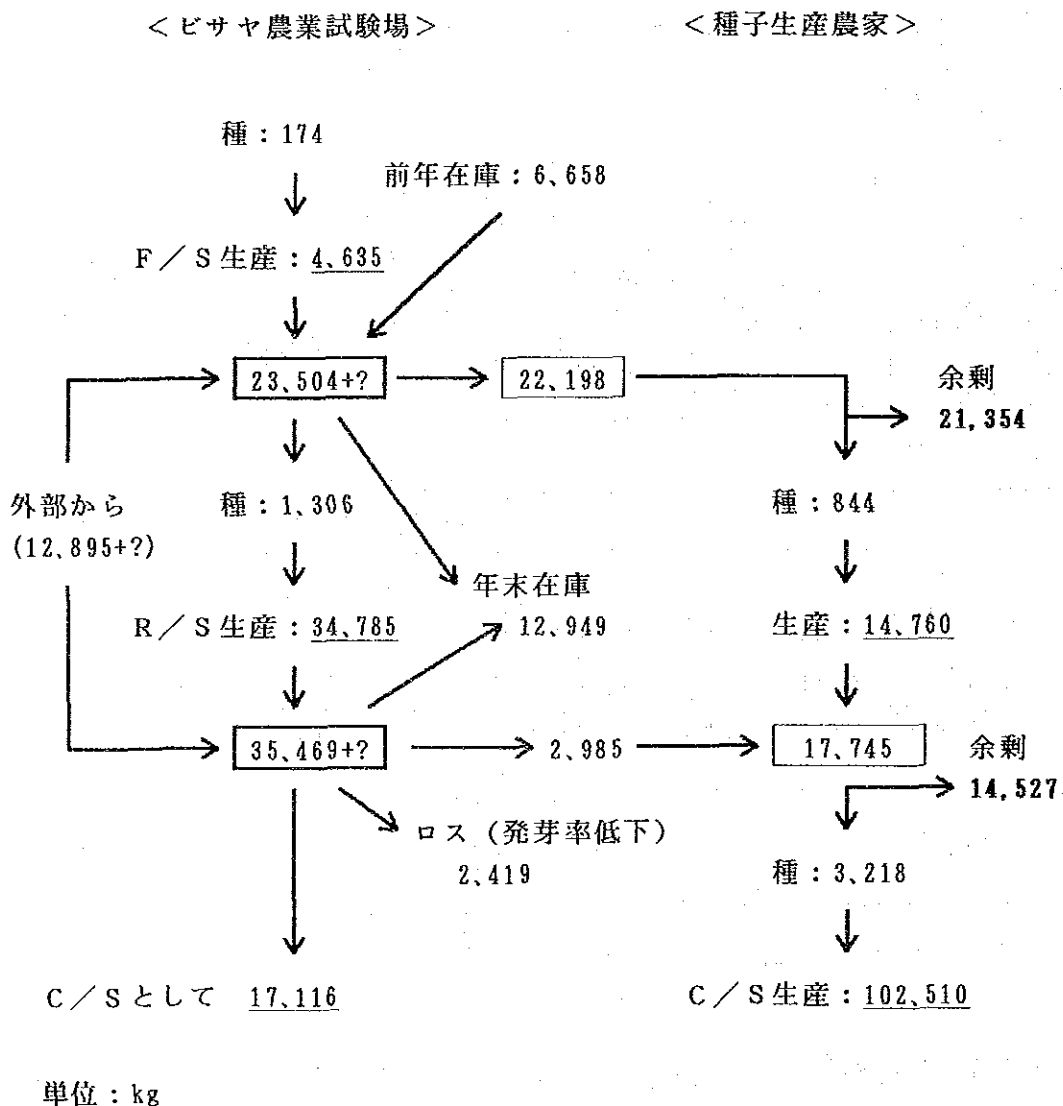 ＜ビサヤ農業試験場＞　＜種子生産農家＞
種：174
前年在庫：6、658
F／S生産：4、635
23,504+?　22、198　余剰
21,354
外部から　種：1、306　種：844
(12、895+?)
年末在庫
R／S生産：34、785　12、949　生産：14、760
35、469+?　2、985　17、745　余剰
14,527
ロス（発芽率低下）
2、419　種：3、218
C／Sとして　17、116　C／S生産：102、510
単位：kg